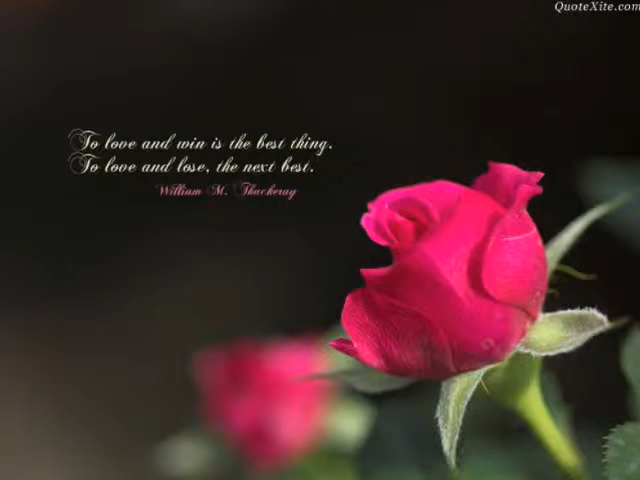 QuoteXite.com
To love and win is the best thing.
To love and lose, the next best.
William M. Thackeray